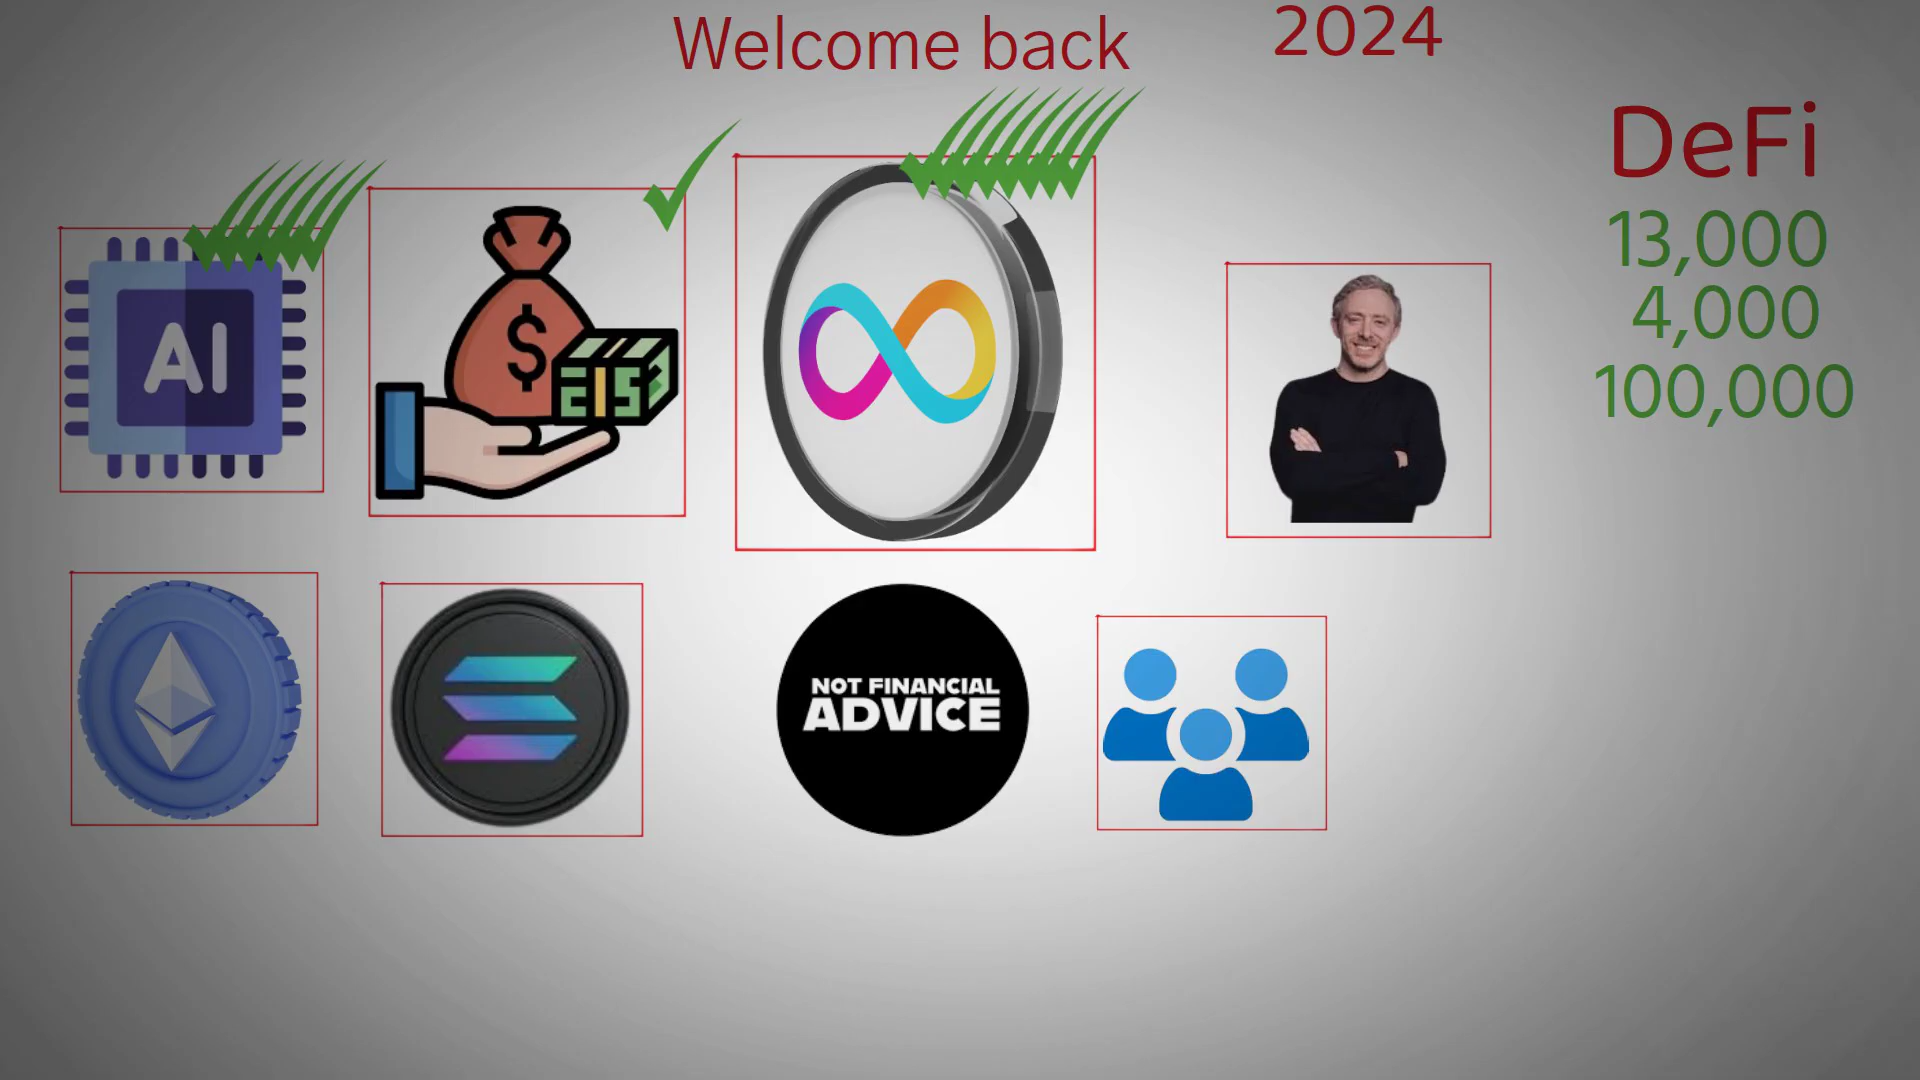 Welcome back
2024
DeFi
13,000
4,000
100,000
AI
$
NOT FINANCIAL
ADVICE